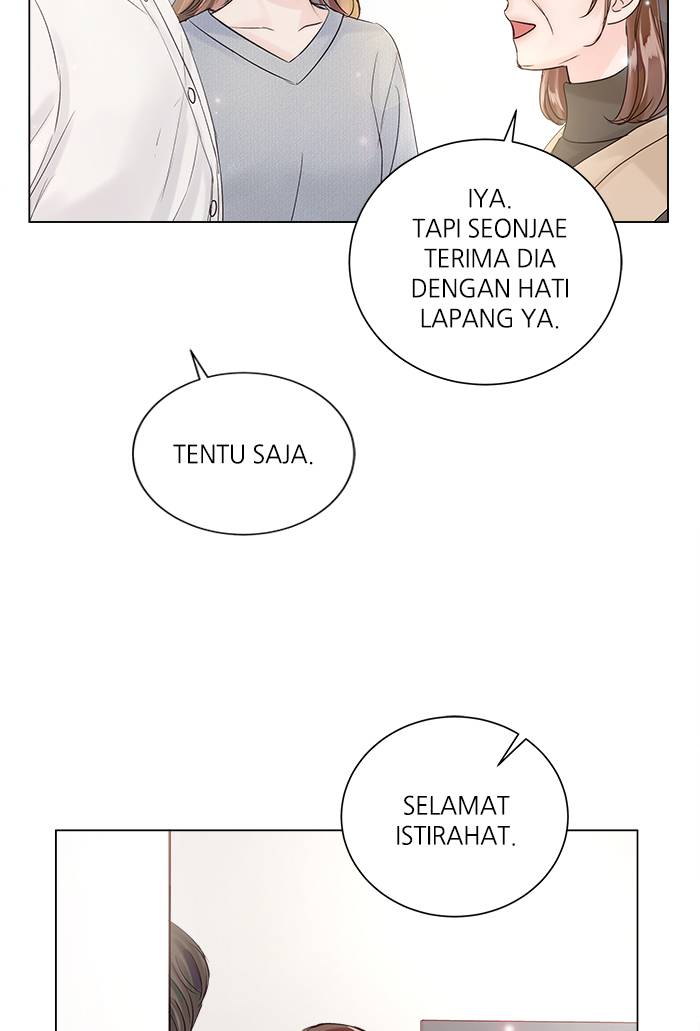 IYA.
TAPI SEONJAE
TERIMA DIA
DENGAN HATI
LAPANG YA.
TENTU SAJA.
SELAMAT
ISTIRAHAT.